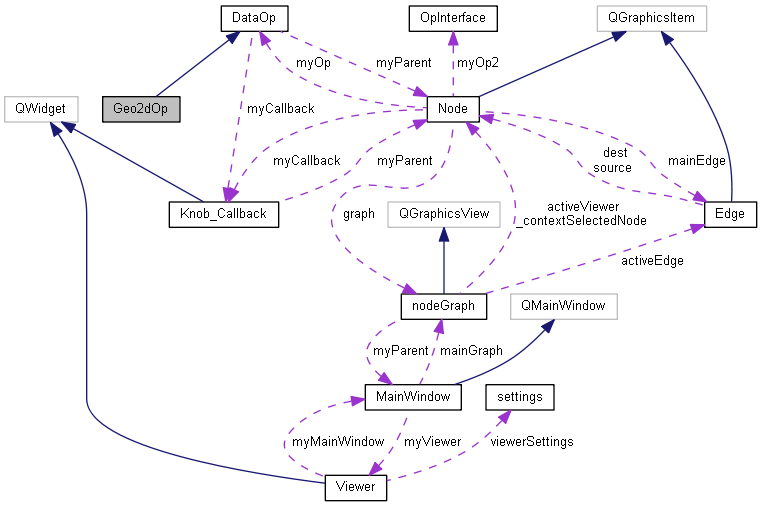 DataOp
OpInterface
QGraphicsItem
myOp
myParent
myOp2
QWidget
Geo2dOp
myCallback
Node
myCallback
myParent
dest
source
mainEdge
Knob_Callback
graph
QGraphicsView
activeViewer
_contextSelectedNode
Edge
activeEdge
nodeGraph
QMainWindow
myParent
mainGraph
MainWindow
settings
myMainWindow
myViewer
viewerSettings
Viewer